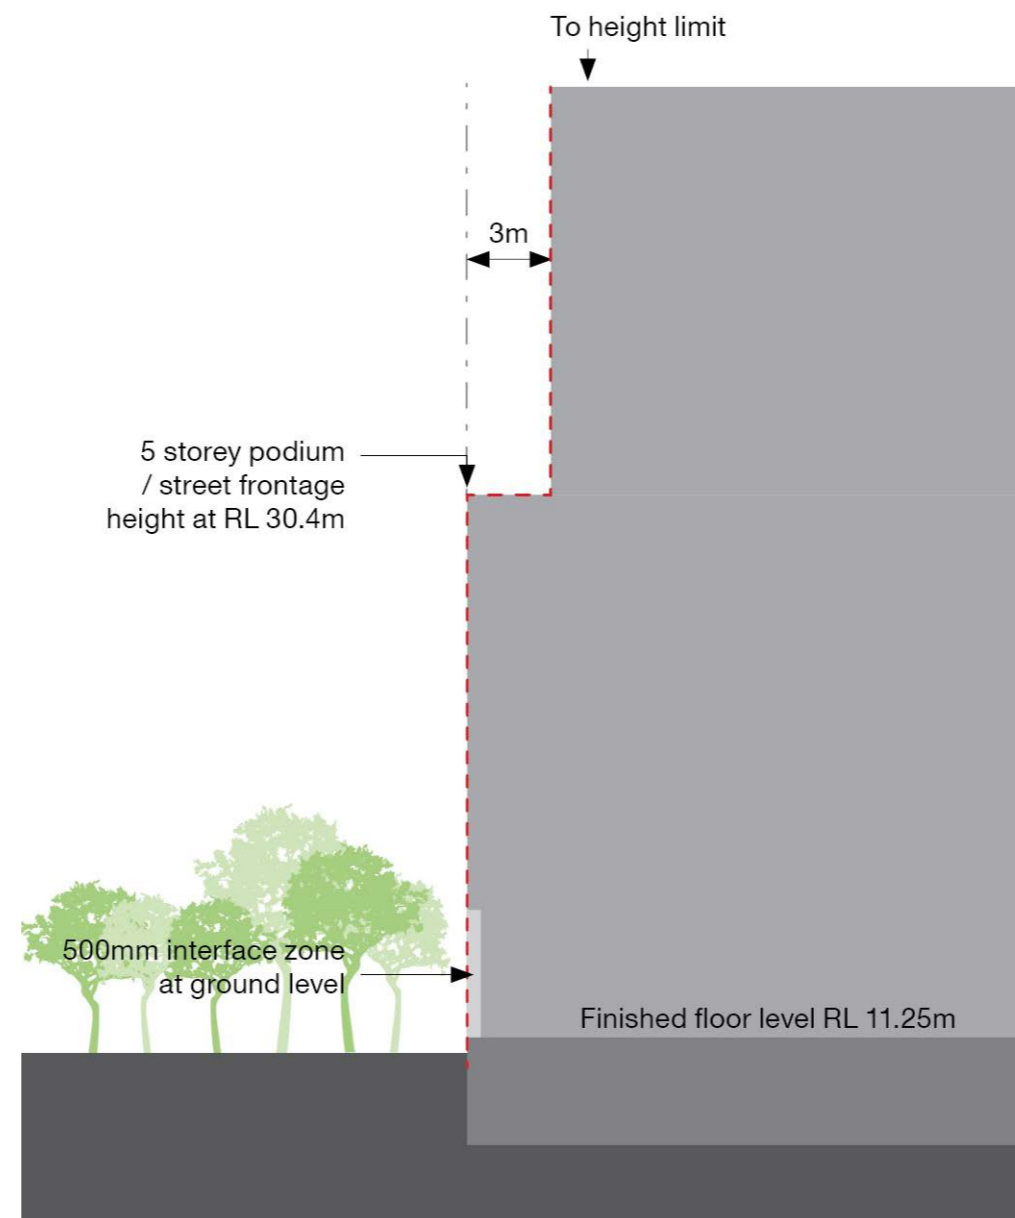 To height limit
3m
5 storey podium
/ street frontage
height at RL 30.4m
500mm interface zone
at ground level
Finished floor level RL 11.25m